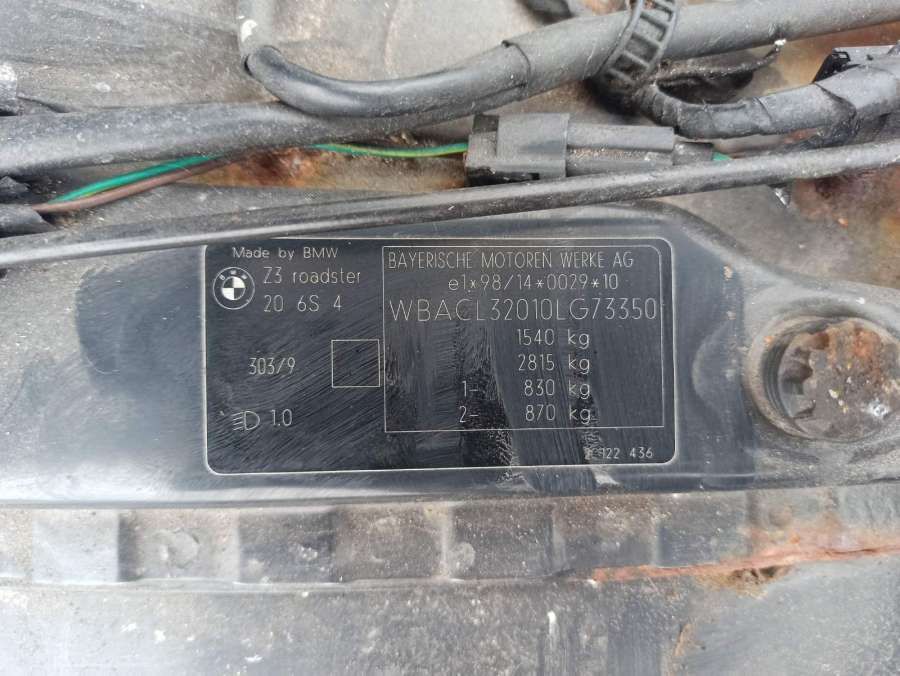 Made by BMW
BMW
Z3 roadster
20 6S 4
303/9
1.0
BAYERISCHE MOTOREN WERKE AG
e1*98/14*0029*10
WBACL32010LG73350
1540 kg
2815 kg
1- 830 kg
2- 870 kg
122 436